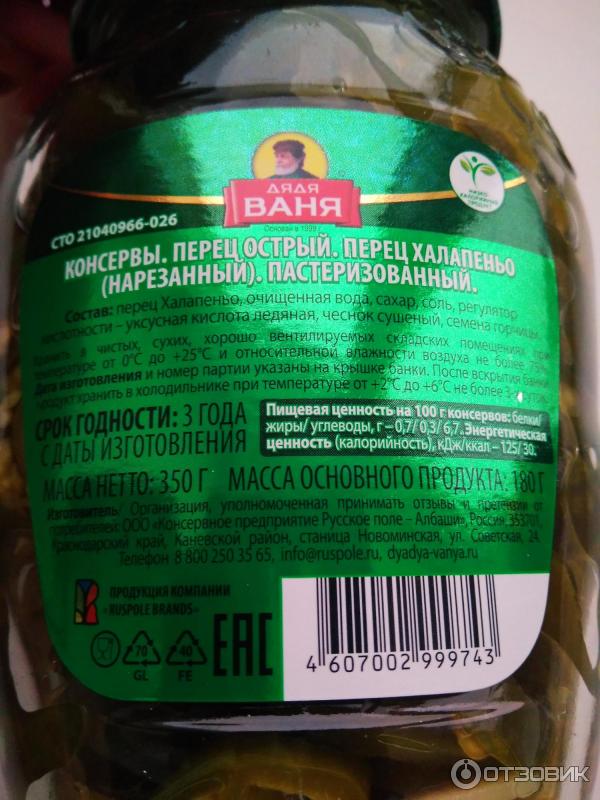 ДЯДЯ
ВАНЯ
Основан в 1999 г.
НИЗКО
КАЛОРИЙНЫЙ
ПРОДУКТ
СТО 21040966-026
КОНСЕРВЫ. ПЕРЕЦ ОСТРЫЙ. ПЕРЕЦ ХАЛАПЕНЬО
(НАРЕЗАННЫЙ). ПАСТЕРИЗОВАННЫЙ.
Состав: перец Халапеньо, очищенная вода, сахар, соль, регулятор
кислотности – уксусная кислота ледяная, чеснок сушеный, семена горчицы.
Хранить в чистых, сухих, хорошо вентилируемых складских помещениях при
температуре от 0°С до +25°С и относительной влажности воздуха не более 75%.
Дата изготовления и номер партии указаны на крышке банки. После вскрытия банки
продукт хранить в холодильнике при температуре от +2°С до +6°С не более
СРОК ГОДНОСТИ: 3 ГОДА
С ДАТЫ ИЗГОТОВЛЕНИЯ
Пищевая ценность на 100 г консервов: белки/
жиры/ углеводы, г – 0,7/ 0,3/ 6,7. Энергетическая
ценность (калорийность), кДж/ккал – 125/30.
МАССА НЕТТО: 350 Г МАССА ОСНОВНОГО ПРОДУКТА: 180 Г
Изготовитель/ Организация, уполномоченная принимать отзывы и претензии от
потребителей: ООО «Консервное предприятие Русское поле – Албаши», Россия, 353701,
Краснодарский край, Каневской район, станица Новоминская, ул. Советская, 2А.
Телефон 8 800 250 35 65, info@ruspole.ru, dyadya-vanya.ru
ПРОДУКЦИЯ КОМПАНИИ
«RUSPOLE BRANDS»
70
GL
40
FE
EAC
4 607002 999743
ОТЗОВИК